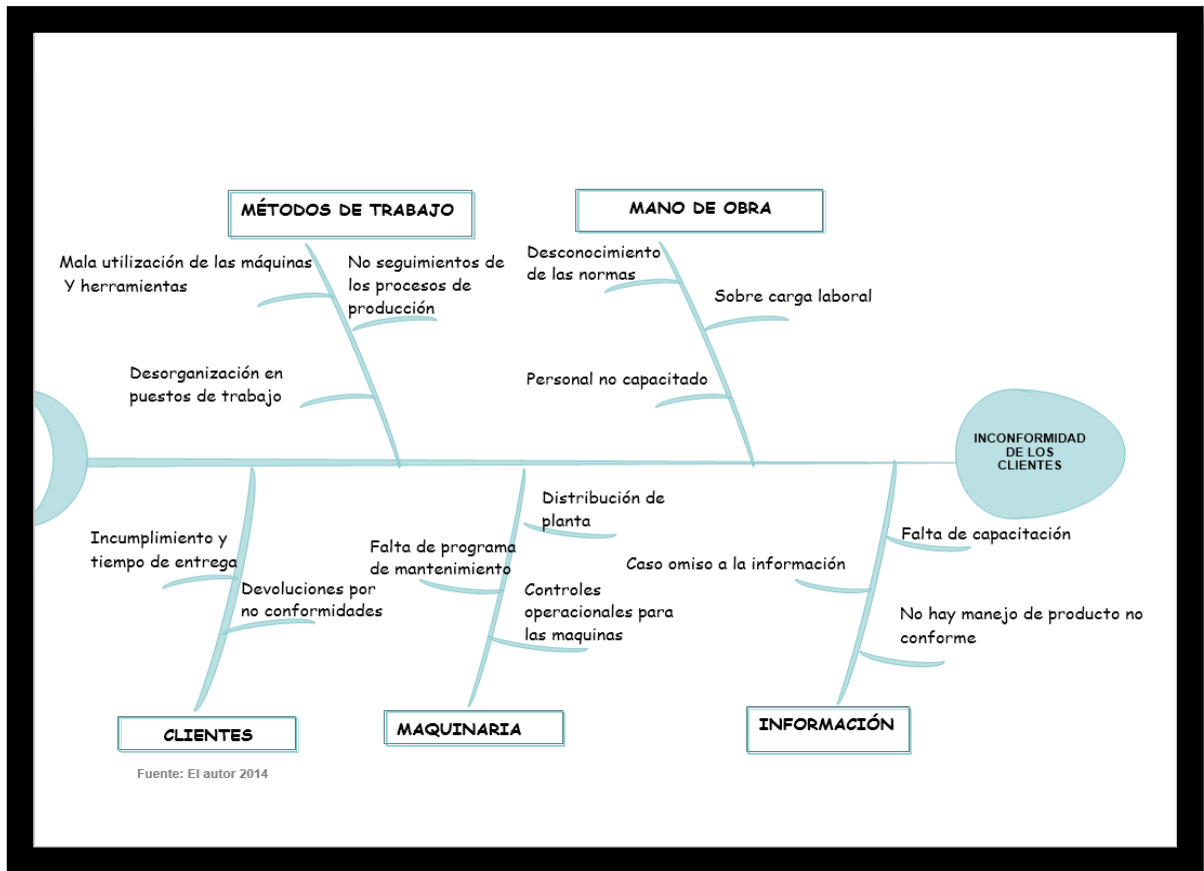 MÉTODOS DE TRABAJO
MANO DE OBRA
Mala utilización de las máquinas
Y herramientas
No seguimientos de
los procesos de
producción
Desorganización en
puestos de trabajo
Desconocimiento
de las normas
Sobre carga laboral
Personal no capacitado
INCONFORMIDAD
DE LOS
CLIENTES
Incumplimiento y
tiempo de entrega
Devoluciones por
no conformidades
Distribución de
planta
Falta de programa
de mantenimiento
Controles
operacionales para
las maquinas
Falta de capacitación
Caso omiso a la información
No hay manejo de producto no
conforme
CLIENTES
MAQUINARIA
INFORMACIÓN
Fuente: El autor 2014